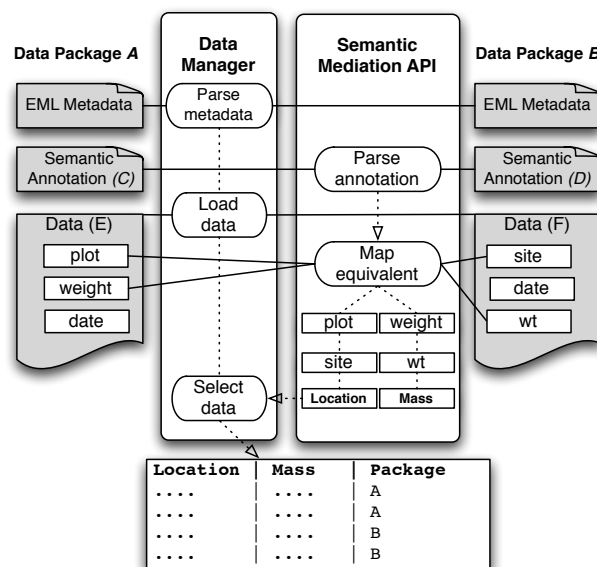 Data Package A
Data
Manager
Semantic
Mediation API
Data Package B
EML Metadata
Parse
metadata
EML Metadata
Semantic
Annotation (C)
Parse
annotation
Semantic
Annotation (D)
Data (E)
Load
data
Data (F)
plot
weight
date
Map
equivalent
site
date
wt
plot
weight
site
wt
Location
Mass
Select
data
Location | Mass | Package
.... | .... | A
.... | .... | A
.... | .... | B
.... | .... | B